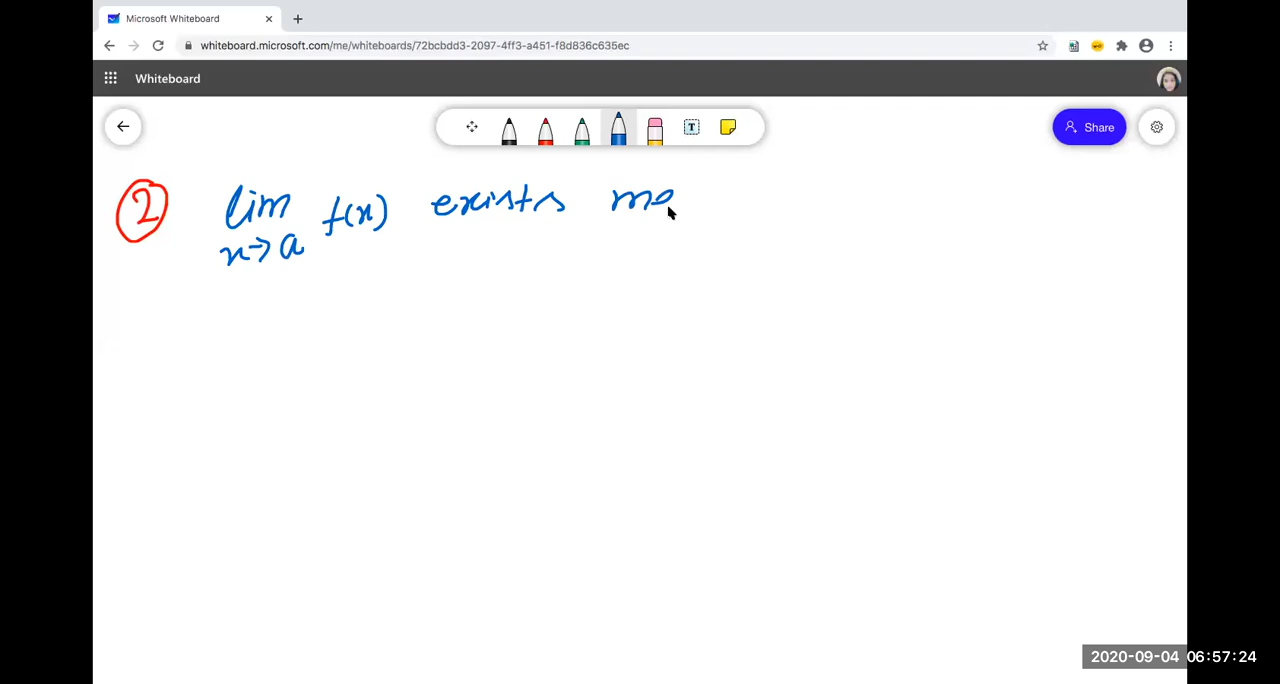 Microsoft Whiteboard
whiteboard.microsoft.com/me/whiteboards/72bcbdd3-2097-4ff3-a451-f8d836c635ec
Whiteboard
T
Share
2 lim f(x) exists me
x→a
2020-09-04 06:57:24